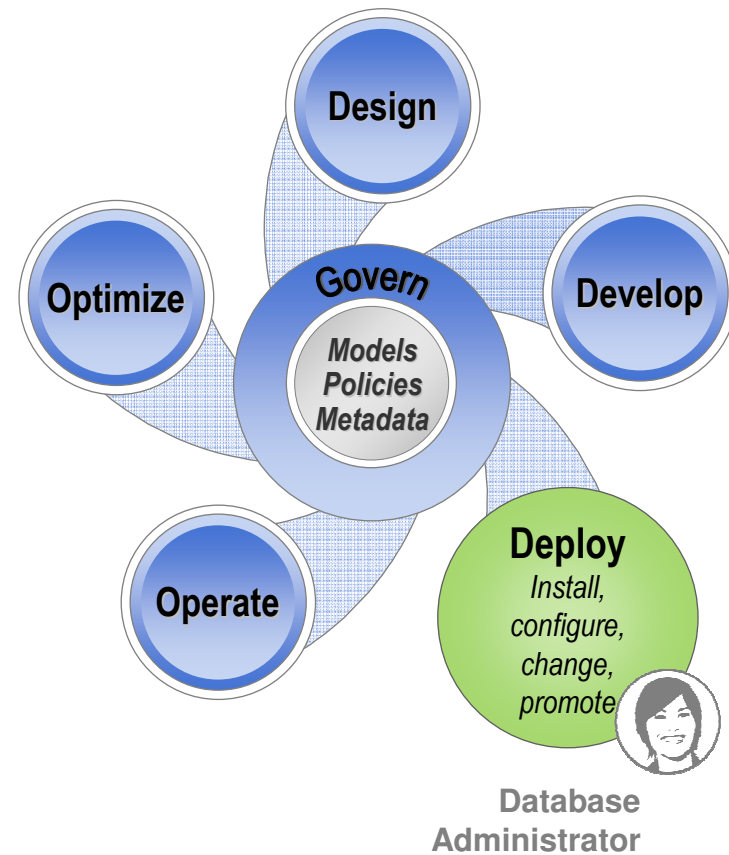 Design
Optimize
Develop
Govern
Models
Policies
Metadata
Operate
Deploy
Install,
configure,
change,
promote
Database
Administrator